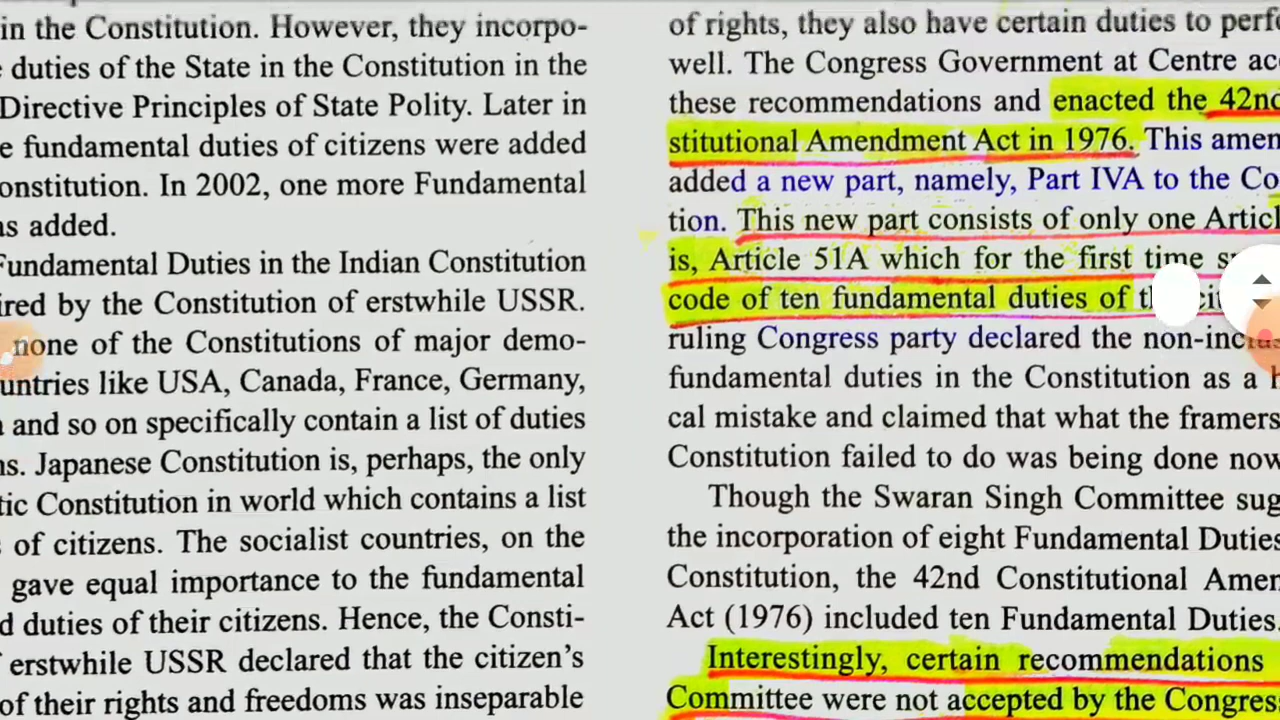 in the Constitution. However, they incorpo-
duties of the State in the Constitution in the
Directive Principles of State Polity. Later in
fundamental duties of citizens were added
onstitution. In 2002, one more Fundamental
as added.
Fundamental Duties in the Indian Constitution
ired by the Constitution of erstwhile USSR.
none of the Constitutions of major demo-
untries like USA, Canada, France, Germany,
and so on specifically contain a list of duties
ns. Japanese Constitution is, perhaps, the only
tic Constitution in world which contains a list
of citizens. The socialist countries, on the
gave equal importance to the fundamental
d duties of their citizens. Hence, the Consti-
erstwhile USSR declared that the citizen's
of their rights and freedoms was inseparable
of rights, they also have certain duties to perfo
well. The Congress Government at Centre acc
these recommendations and enacted the 42nd
stitutional Amendment Act in 1976. This amen
added a new part, namely, Part IVA to the Co
tion. This new part consists of only one Articl
is, Article 51A which for the first time s
code of ten fundamental duties of
ruling Congress party declared the non-inclus
fundamental duties in the Constitution as a h
cal mistake and claimed that what the framers
Constitution failed to do was being done now
Though the Swaran Singh Committee sug
the incorporation of eight Fundamental Duties
Constitution, the 42nd Constitutional Amen
Act (1976) included ten Fundamental Duties.
Interestingly, certain recommendations
Committee were not accepted by the Congress